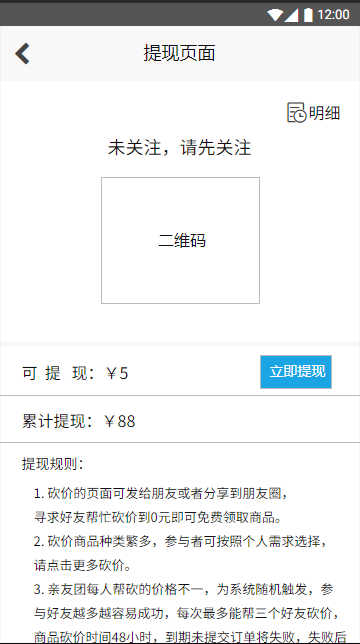 12:00
提现页面
明细
未关注，请先关注
二维码
可 提 现：￥5
立即提现
累计提现：￥88
提现规则：
1. 砍价的页面可发给朋友或者分享到朋友圈，
寻求好友帮忙砍价到0元即可免费领取商品。
2. 砍价商品种类繁多，参与者可按照个人需求选择，
请点击更多砍价。
3. 亲友团每人帮砍的价格不一，为系统随机触发，参
与好友越多越容易成功，每次最多能帮三个好友砍价，
商品砍价时间48小时，到期未提交订单将失败，失败后